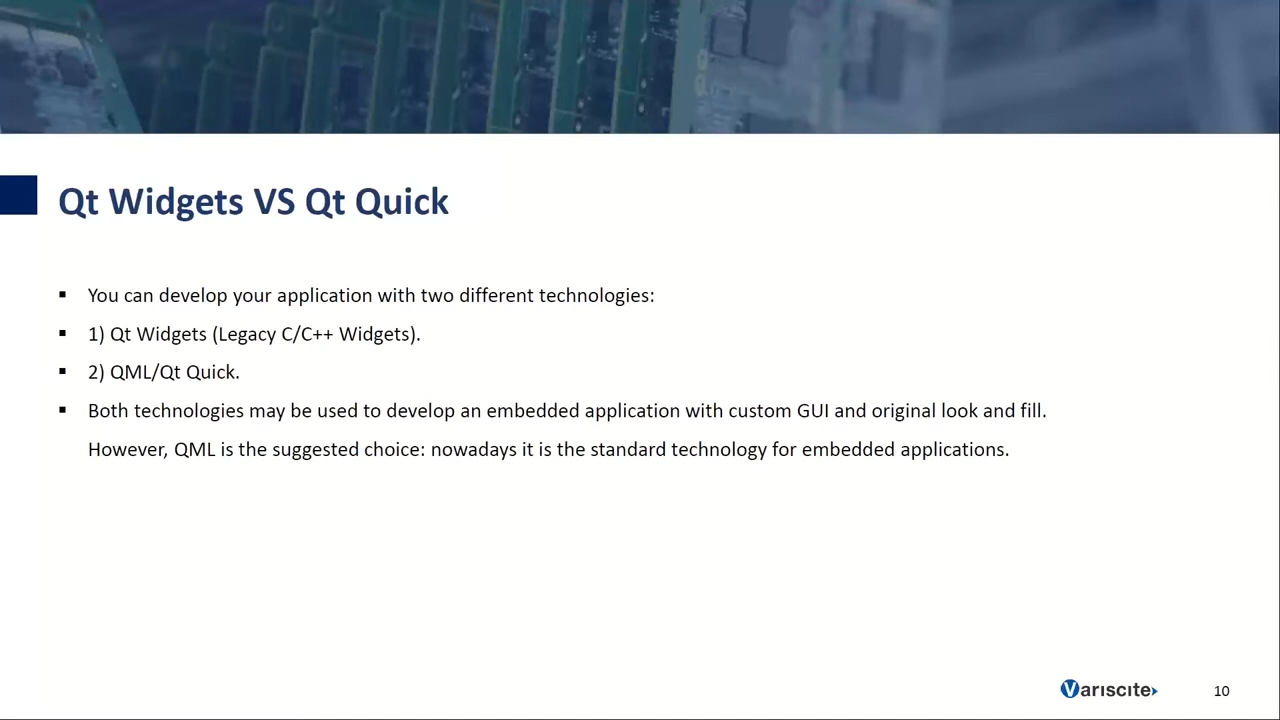 Qt Widgets VS Qt Quick
▪ You can develop your application with two different technologies:
▪ 1) Qt Widgets (Legacy C/C++ Widgets).
▪ 2) QML/Qt Quick.
▪ Both technologies may be used to develop an embedded application with custom GUI and original look and fill.
However, QML is the suggested choice: nowadays it is the standard technology for embedded applications.
Variscite
10